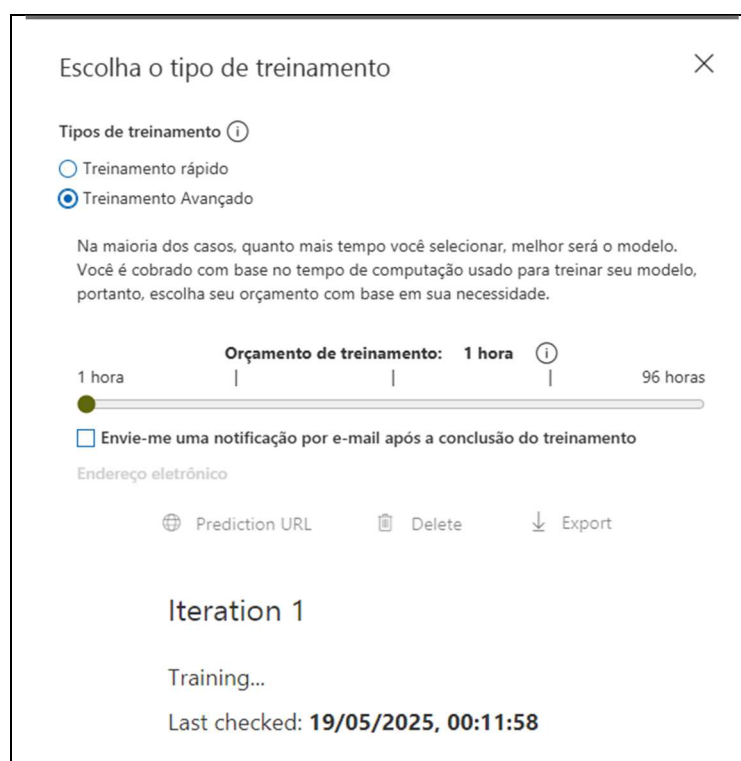 Escolha o tipo de treinamento
Tipos de treinamento
Treinamento rápido
Treinamento Avançado
Na maioria dos casos, quanto mais tempo você selecionar, melhor será o modelo.
Você é cobrado com base no tempo de computação usado para treinar seu modelo,
portanto, escolha seu orçamento com base em sua necessidade.
Orçamento de treinamento: 1 hora
1 hora | | | 96 horas
Envie-me uma notificação por e-mail após a conclusão do treinamento
Endereço eletrônico
Prediction URL Delete Export
Iteration 1
Training...
Last checked: 19/05/2025, 00:11:58